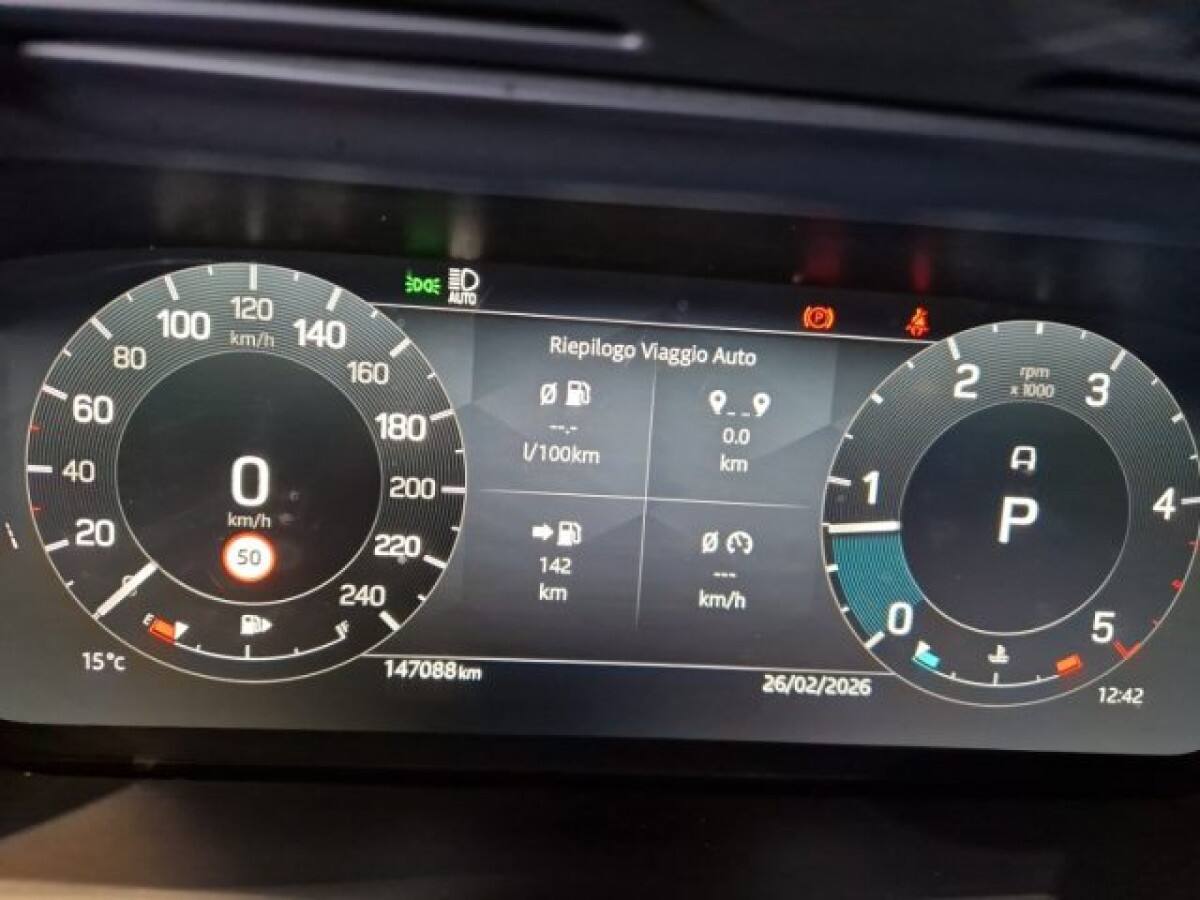 AUTO
P
0
20
40
60
80
100
120
km/h
140
160
180
200
220
240
0
km/h
50
E
F
15°c
Riepilogo Viaggio Auto
Ø
--.-
l/100km
0.0
km
142
km
Ø
---
km/h
147088km
26/02/2026
0
1
2
3
4
5
rpm
x 1000
P
12:42